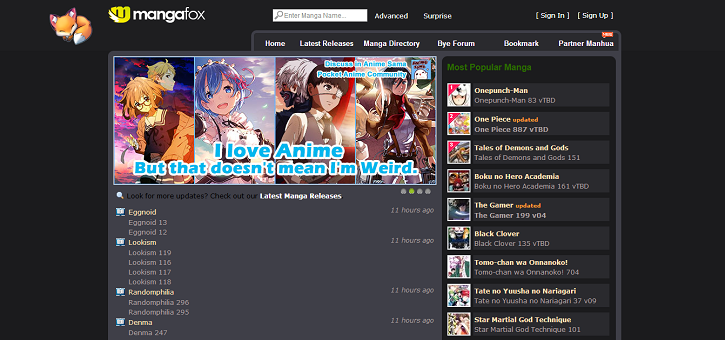 mangafox
Enter Manga Name...
Advanced
Surprise
[ Sign In ]
[ Sign Up ]
Home
Latest Releases
Manga Directory
Bye Forum
Bookmark
Partner Manhua
Discuss in Anime Sama
Pocket Anime Community
I love Anime
But that doesn't mean I'm Weird.
Look for more updates? Check out our Latest Manga Releases
Eggnoid 11 hours ago
Eggnoid 13
Eggnoid 12
Lookism 11 hours ago
Lookism 119
Lookism 116
Lookism 117
Lookism 118
Randomphilia 11 hours ago
Randomphilia 296
Randomphilia 295
Denma 11 hours ago
Denma 247
Most Popular Manga
1
Onepunch-Man
Onepunch-Man 83 vTBD
2
One Piece updated
One Piece 887 vTBD
3
Tales of Demons and Gods
Tales of Demons and Gods 151
Boku no Hero Academia
Boku no Hero Academia 161 vTBD
The Gamer updated
The Gamer 199 v04
Black Clover
Black Clover 135 vTBD
Tomo-chan wa Onnanoko!
Tomo-chan wa Onnanoko! 704
Tate no Yuusha no Nariagari
Tate no Yuusha no Nariagari 37 v09
Star Martial God Technique
Star Martial God Technique 101